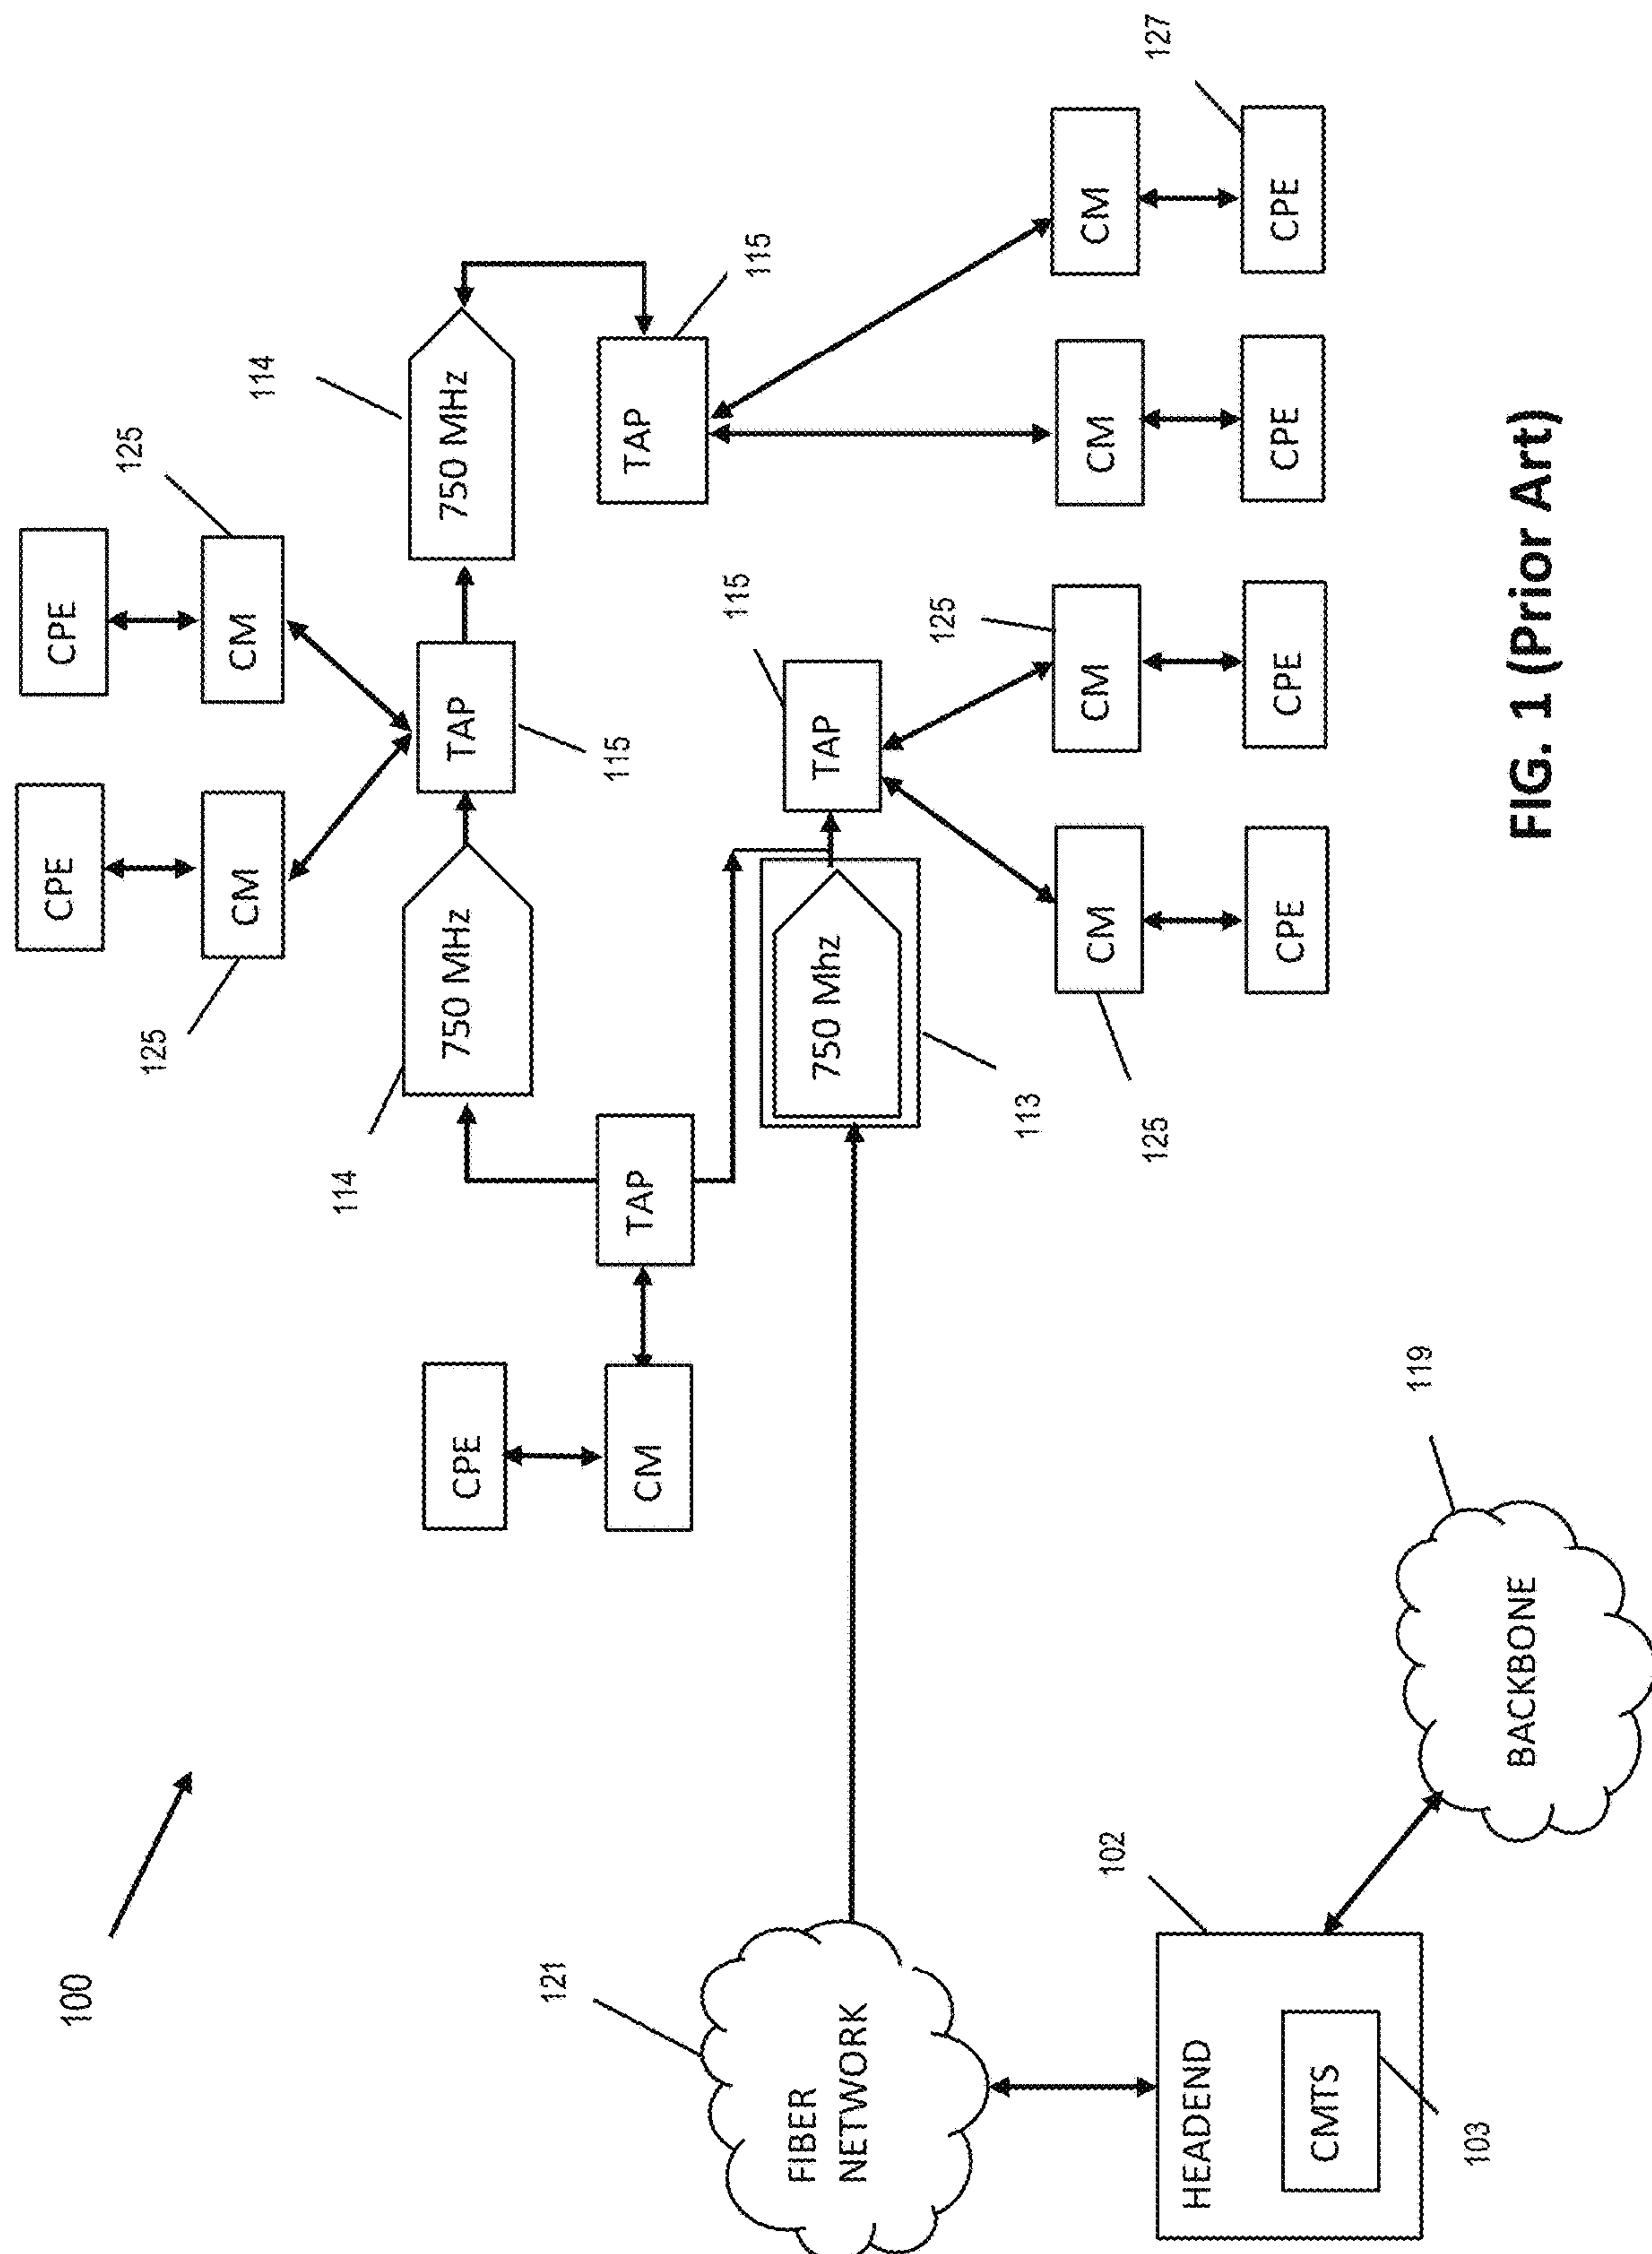 100
CPE
CPE
125
125
CM
CM
114
114
750 MHz
TAP
750 MHz
CPE
121
115
CM
TAP
TAP
115
115
FIBER
NETWORK
750 Mhz
TAP
125
113
CM
CM
CM
CM
102
125
127
HEADEND
CPE
CPE
CPE
CPE
CMTS
119
103
BACKBONE
FIG. 1 (Prior Art)